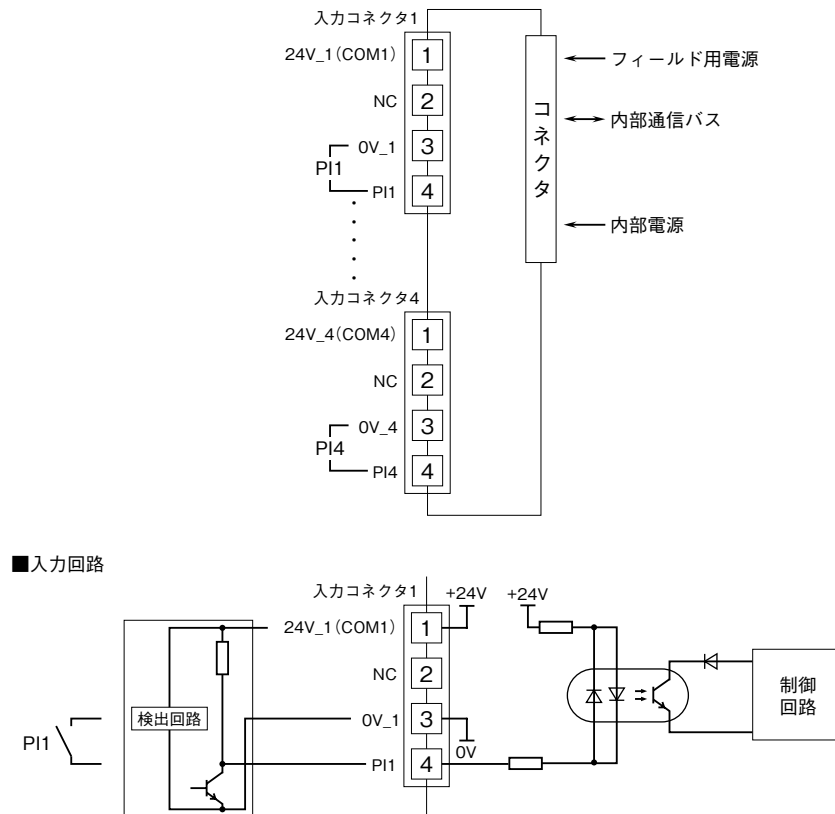 入力コネクタ1
24V_1(COM1) 1
NC 2
0V_1 3
PI1
PI1 4
コネクタ
フィールド用電源
内部通信バス
内部電源
入力コネクタ4
24V_4(COM4) 1
NC 2
0V_4 3
PI4
PI4 4
■入力回路
入力コネクタ1
+24V
+24V
24V_1(COM1) 1
NC 2
検出回路
0V_1 3
0V
PI1
PI1 4
制御
回路